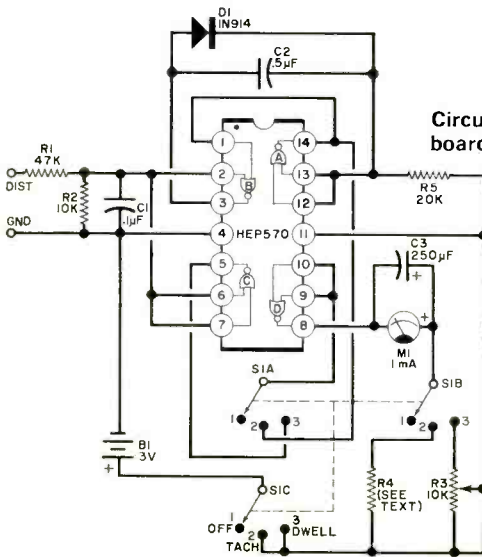 D1
IN914
C2
.5µF
Circu
board
R1
47K
DIST
R2
10K
C1
.1µF
GND
1
2
3
4
5
6
7
14
13
12
11
10
9
8
A
B
C
D
HEP570
R5
20K
C3
250µF
+
+
M1
1mA
S1A
1
2
3
S1B
1
2
3
B1
3V
+
S1C
R4
(SEE
TEXT)
R3
10K
1
OFF
2
TACH
3
DWELL